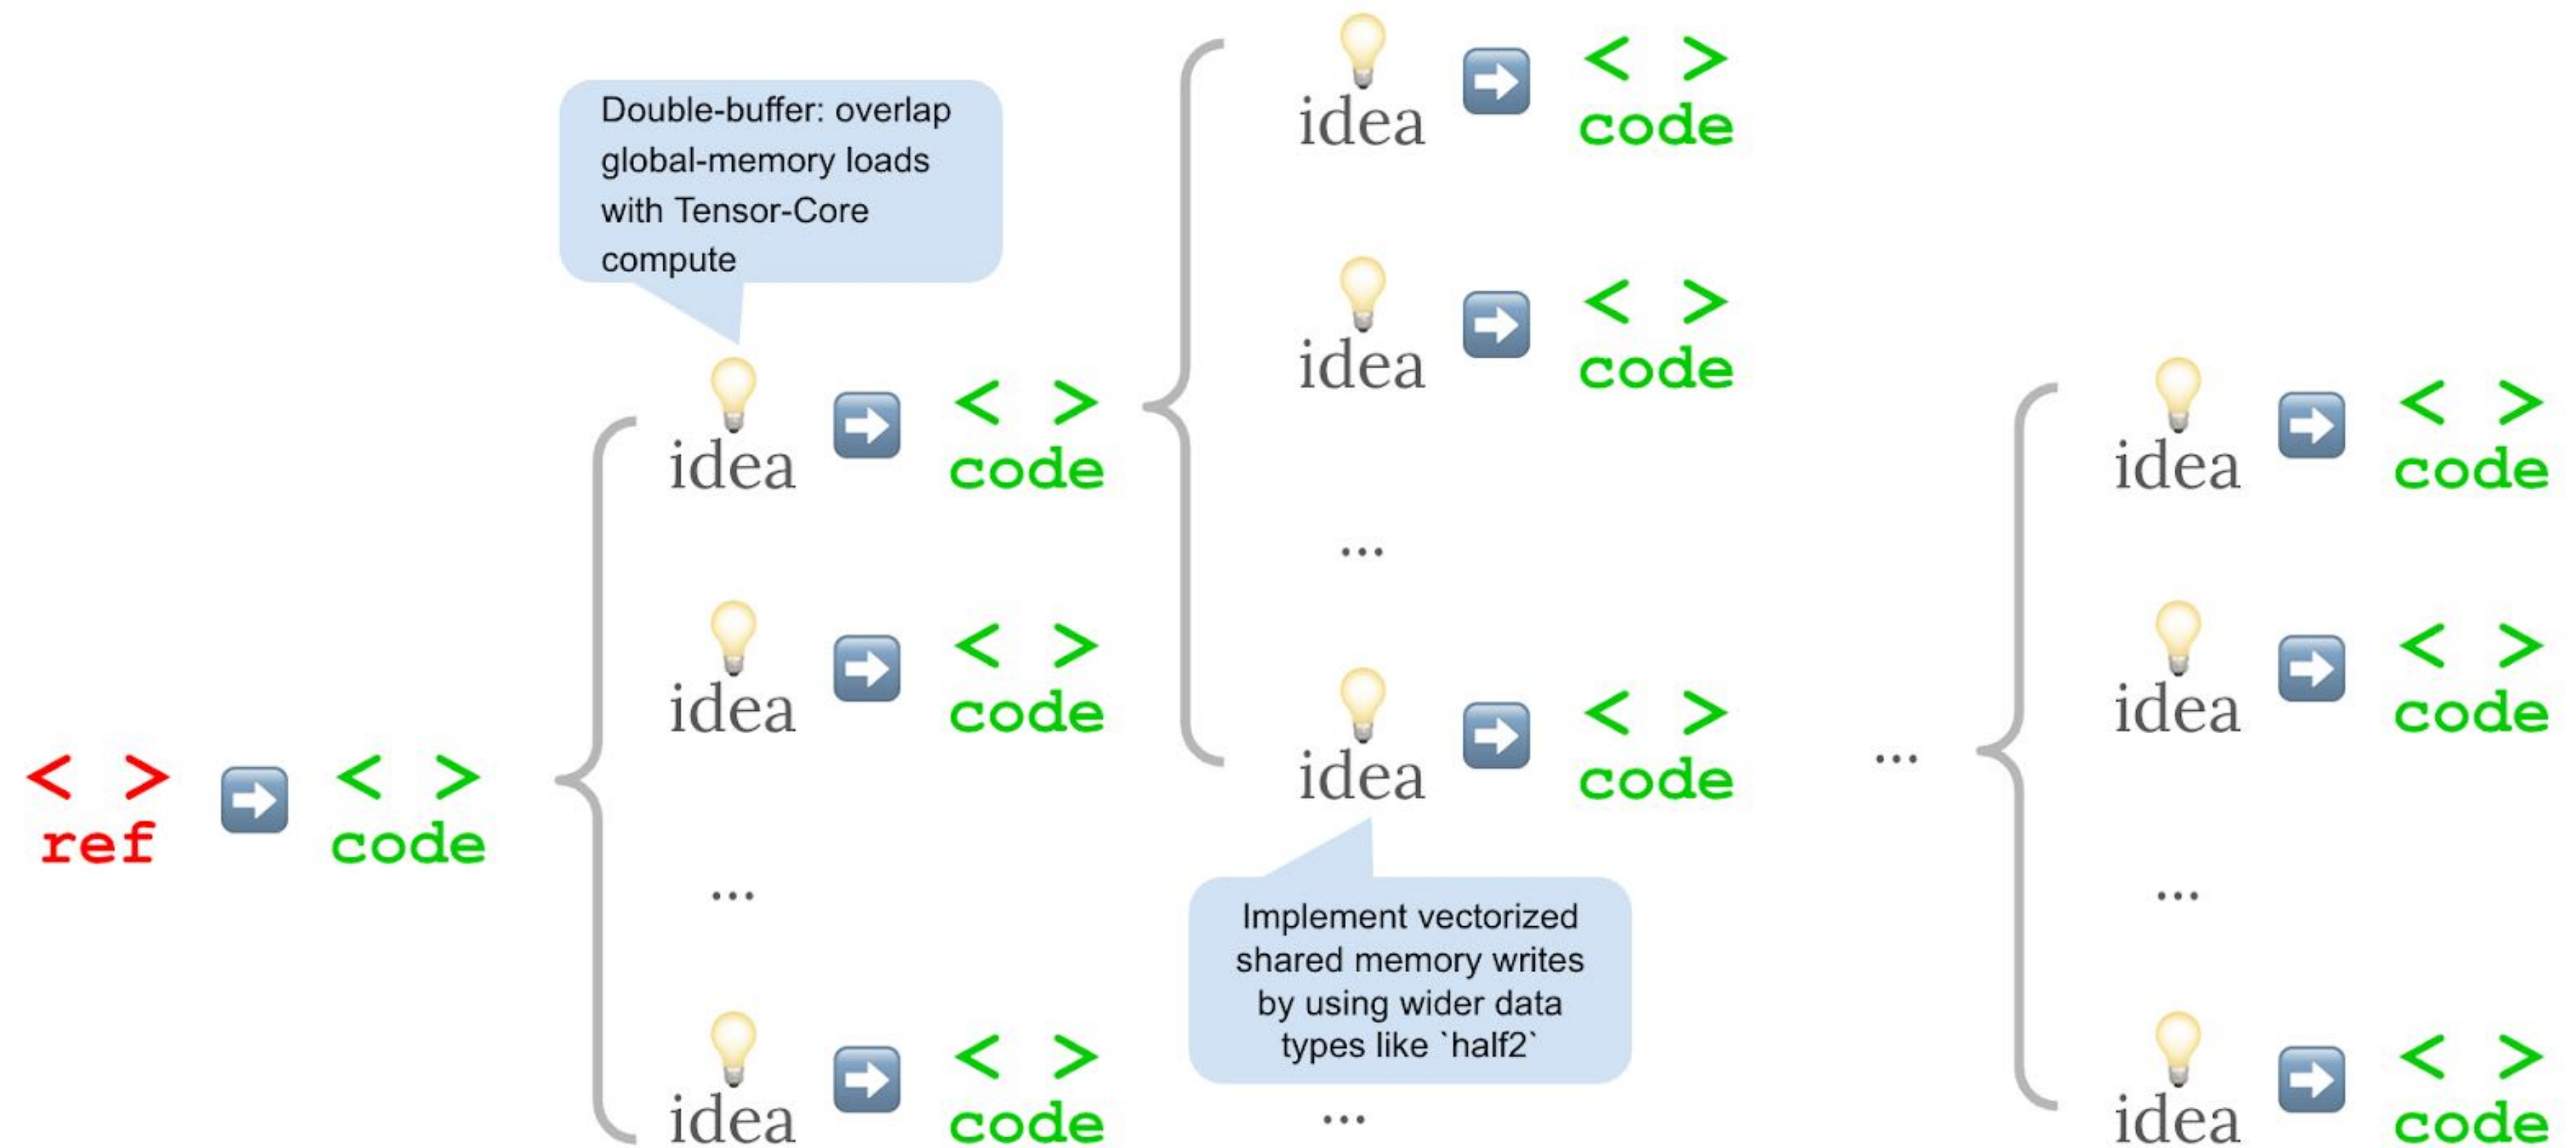 Double-buffer: overlap
global-memory loads
with Tensor-Core
compute
< >
ref
< >
code
idea
< >
code
idea
< >
code
...
idea
< >
code
idea
< >
code
idea
< >
code
...
idea
< >
code
Implement vectorized
shared memory writes
by using wider data
types like `half2`
...
...
idea
< >
code
idea
< >
code
...
idea
< >
code